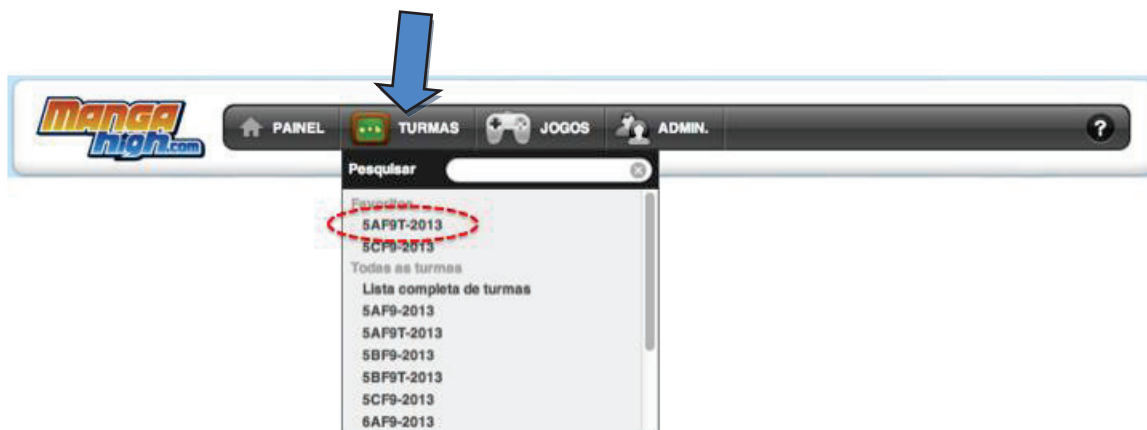 MANGA
high.com
PAINEL TURMAS JOGOS ADMIN. ?
Pesquisar
Favoritos
5AF9T-2013
5CF9-2013
Todas as turmas
Lista completa de turmas
5AF9-2013
5AF9T-2013
5BF9-2013
5BF9T-2013
5CF9-2013
6AF9-2013